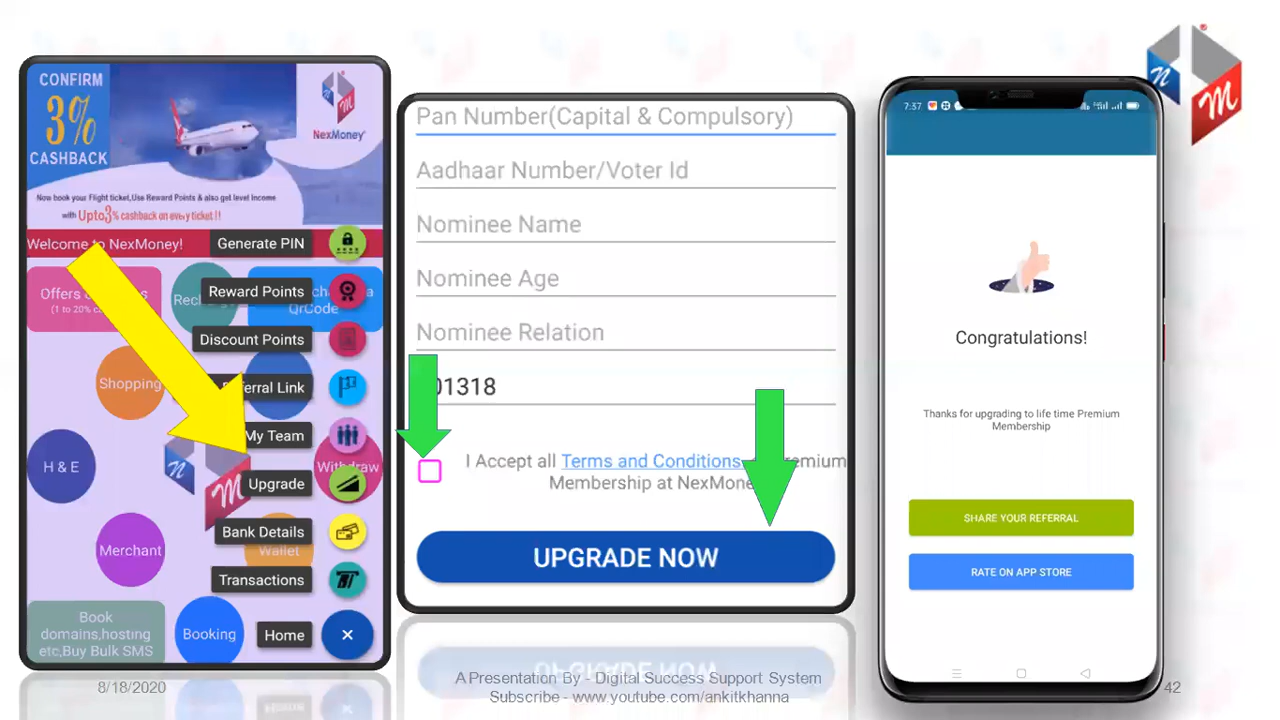 CONFIRM
3%
CASHBACK
NexMoney
Now book your Flight ticket,Use Reward Points & also get level Income
with Upto 3% cashback on every ticket !!
Welcome to NexMoney!
Generate PIN
Offers
(1 to 20%
Reward Points
QrCode
Discount Points
Shopping
Link
My Team
H & E
Withdraw
Upgrade
Bank Details
Merchant
Wallet
Transactions
Book
domains,hosting
etc,Buy Bulk SMS
Booking
Home
Pan Number(Capital & Compulsory)
Aadhaar Number/Voter Id
Nominee Name
Nominee Age
Nominee Relation
01318
I Accept all Terms and Conditions
Membership at
UPGRADE NOW
7:37
Congratulations!
Thanks for upgrading to life time Premium
Membership
SHARE YOUR REFERRAL
RATE ON APP STORE
n m
8/18/2020
A Presentation By - Digital Success Support System
Subscribe - www.youtube.com/ankitkhanna
42